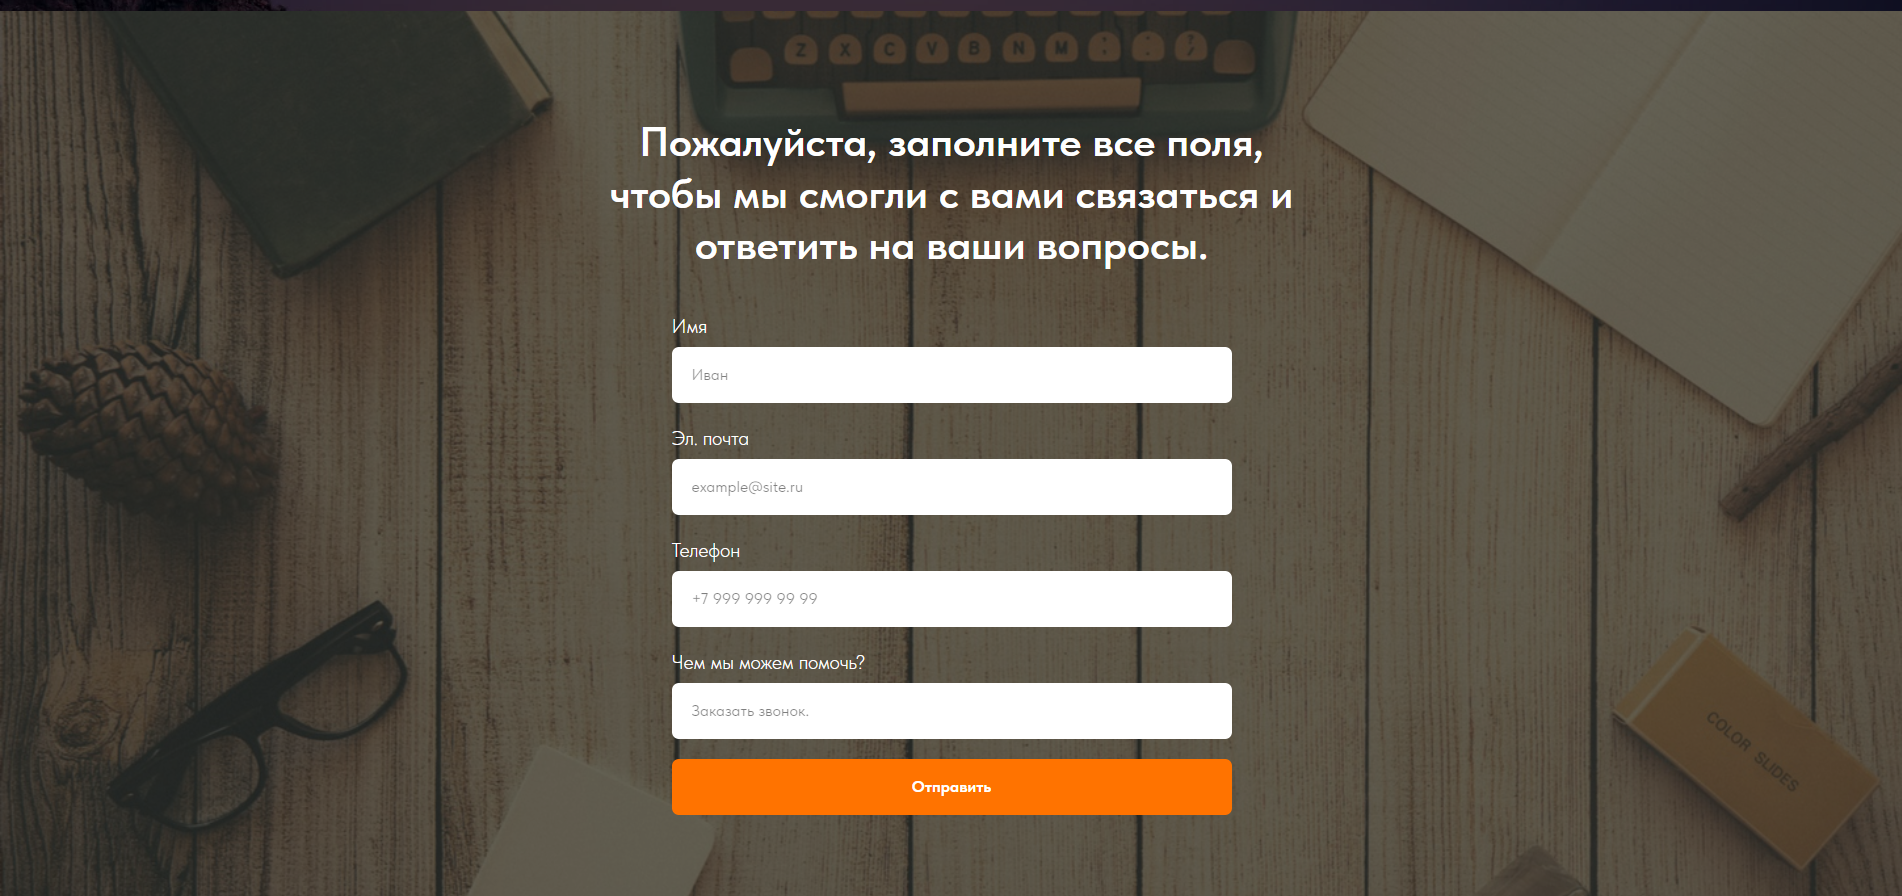 Z X C V B N M
Пожалуйста, заполните все поля,
чтобы мы смогли с вами связаться и
ответить на ваши вопросы.
Имя
Иван
Эл. почта
example@site.ru
Телефон
+7 999 999 99 99
Чем мы можем помочь?
Заказать звонок.
COLOR SLIDES
Отправить